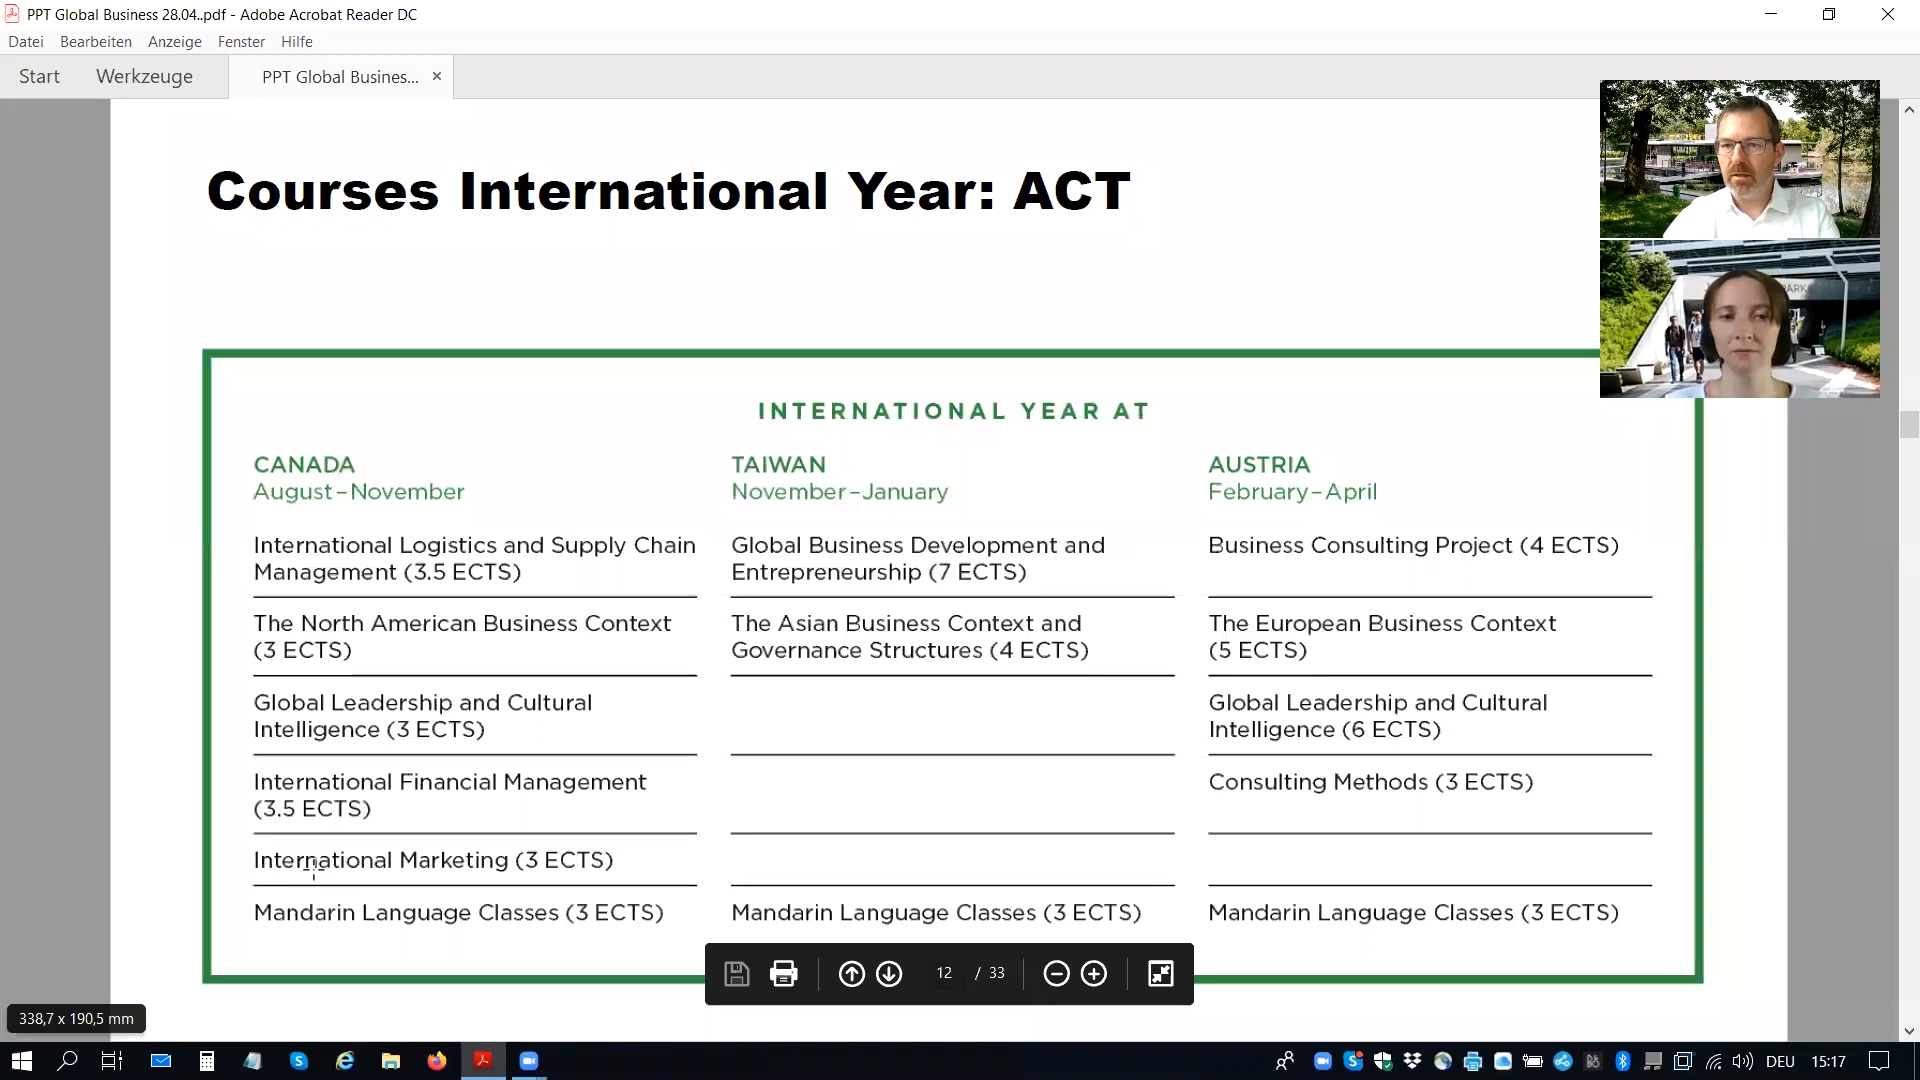 PPT Global Business 28.04..pdf - Adobe Acrobat Reader DC
Datei Bearbeiten Anzeige Fenster Hilfe
Start Werkzeuge PPT Global Busines... ×
Courses International Year: ACT
INTERNATIONAL YEAR AT
CANADA
August–November
International Logistics and Supply Chain
Management (3.5 ECTS)
The North American Business Context
(3 ECTS)
Global Leadership and Cultural
Intelligence (3 ECTS)
International Financial Management
(3.5 ECTS)
International Marketing (3 ECTS)
Mandarin Language Classes (3 ECTS)
TAIWAN
November–January
Global Business Development and
Entrepreneurship (7 ECTS)
The Asian Business Context and
Governance Structures (4 ECTS)
Mandarin Language Classes (3 ECTS)
AUSTRIA
February–April
Business Consulting Project (4 ECTS)
The European Business Context
(5 ECTS)
Global Leadership and Cultural
Intelligence (6 ECTS)
Consulting Methods (3 ECTS)
Mandarin Language Classes (3 ECTS)
12 / 33
338,7 x 190,5 mm
DEU 15:17